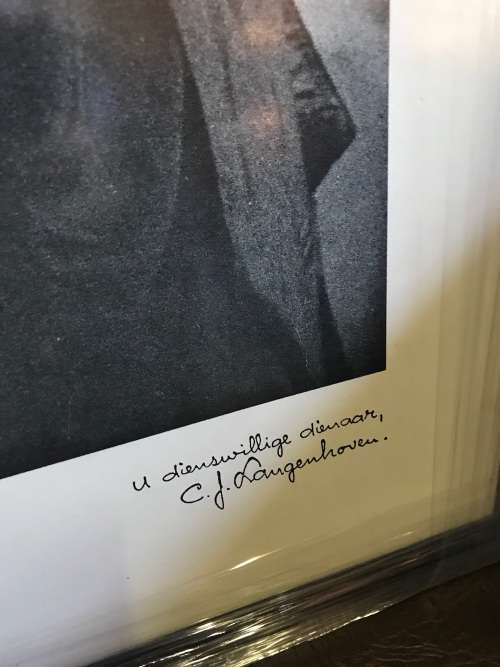 u dienswillige dienaar,
C. J. Langenhoven.